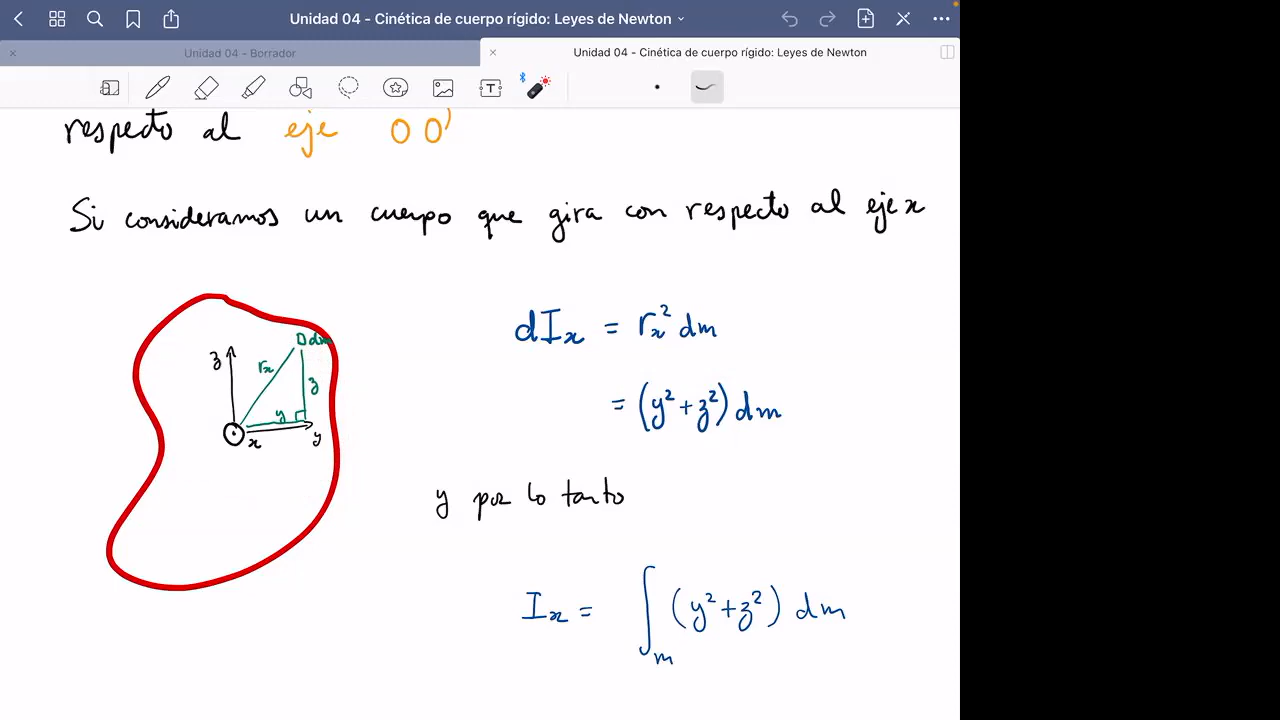 Unidad 04 - Cinética de cuerpo rígido: Leyes de Newton
Unidad 04 - Borrador
Unidad 04 - Cinética de cuerpo rígido: Leyes de Newton
respecto al eje OO'
Si consideramos un cuerpo que gira con respecto al eje x
dIₓ = rₓ² dm
= (y² + z²) dm
z
rₓ
dm
z
y
x
y
y por lo tanto
Iₓ = ∫ₘ (y² + z²) dm